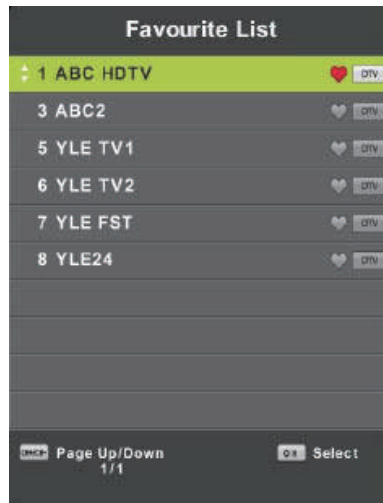 Favourite List
1 ABC HDTV DTV
3 ABC2 DTV
5 YLE TV1 DTV
6 YLE TV2 DTV
7 YLE FST DTV
8 YLE24 DTV
Page Up/Down OK Select
1/1